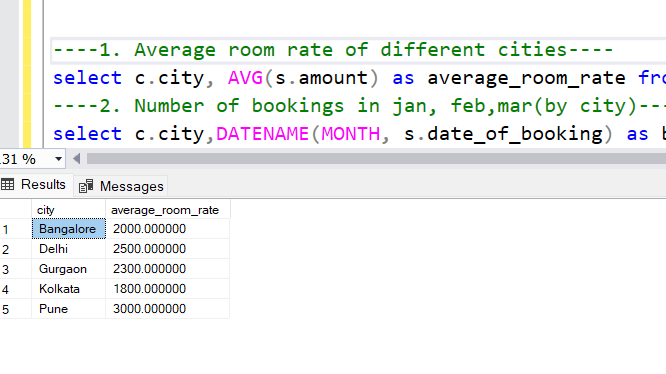 ----1. Average room rate of different cities----
select c.city, AVG(s.amount) as average_room_rate fro
----2. Number of bookings in jan, feb,mar(by city)---
select c.city,DATENAME(MONTH, s.date_of_booking) as b
131 %
Results Messages
city average_room_rate
1 Bangalore 2000.000000
2 Delhi 2500.000000
3 Gurgaon 2300.000000
4 Kolkata 1800.000000
5 Pune 3000.000000